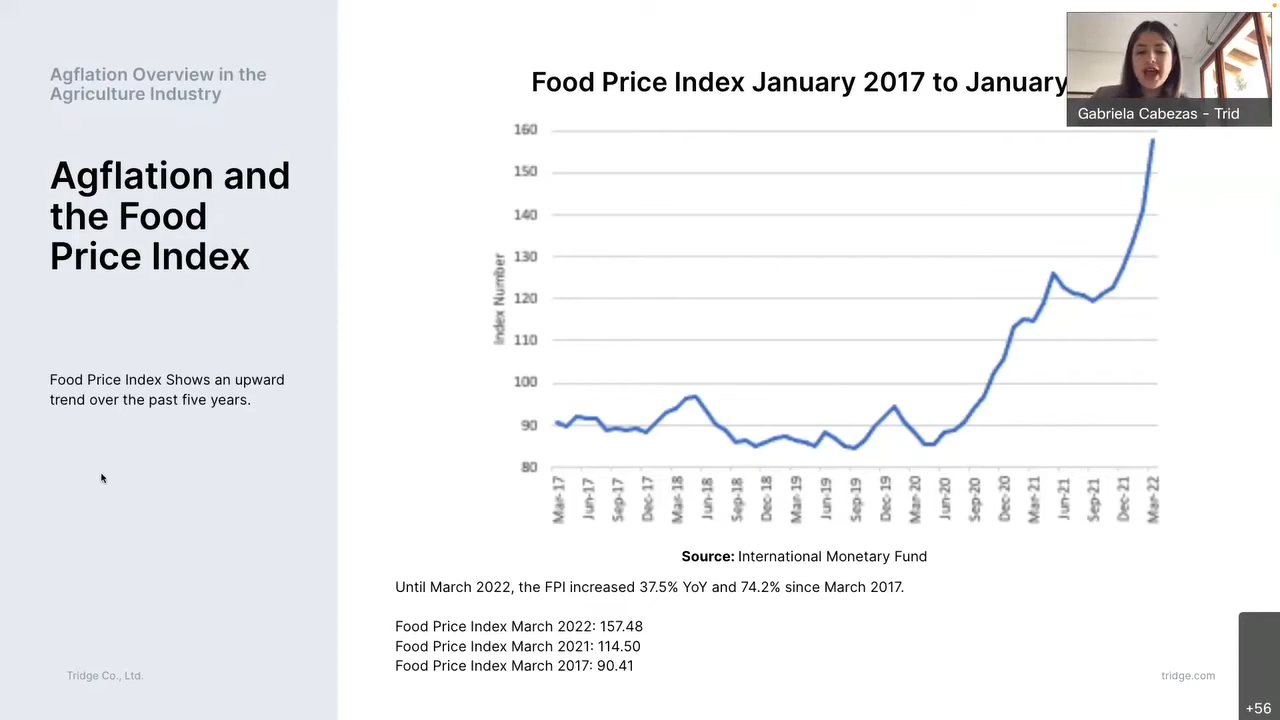 Agflation Overview in the
Agriculture Industry
Agflation and
the Food
Price Index
Food Price Index Shows an upward
trend over the past five years.
Tridge Co., Ltd.
Food Price Index January 2017 to January
Gabriela Cabezas - Trid
160
150
140
130
120
110
100
90
80
Index Number
Mar-17
Jun-17
Sep-17
Dec-17
Mar-18
Jun-18
Sep-18
Dec-18
Mar-19
Jun-19
Sep-19
Dec-19
Mar-20
Jun-20
Sep-20
Dec-20
Mar-21
Jun-21
Sep-21
Dec-21
Mar-22
Source: International Monetary Fund
Until March 2022, the FPI increased 37.5% YoY and 74.2% since March 2017.
Food Price Index March 2022: 157.48
Food Price Index March 2021: 114.50
Food Price Index March 2017: 90.41
tridge.com
+56